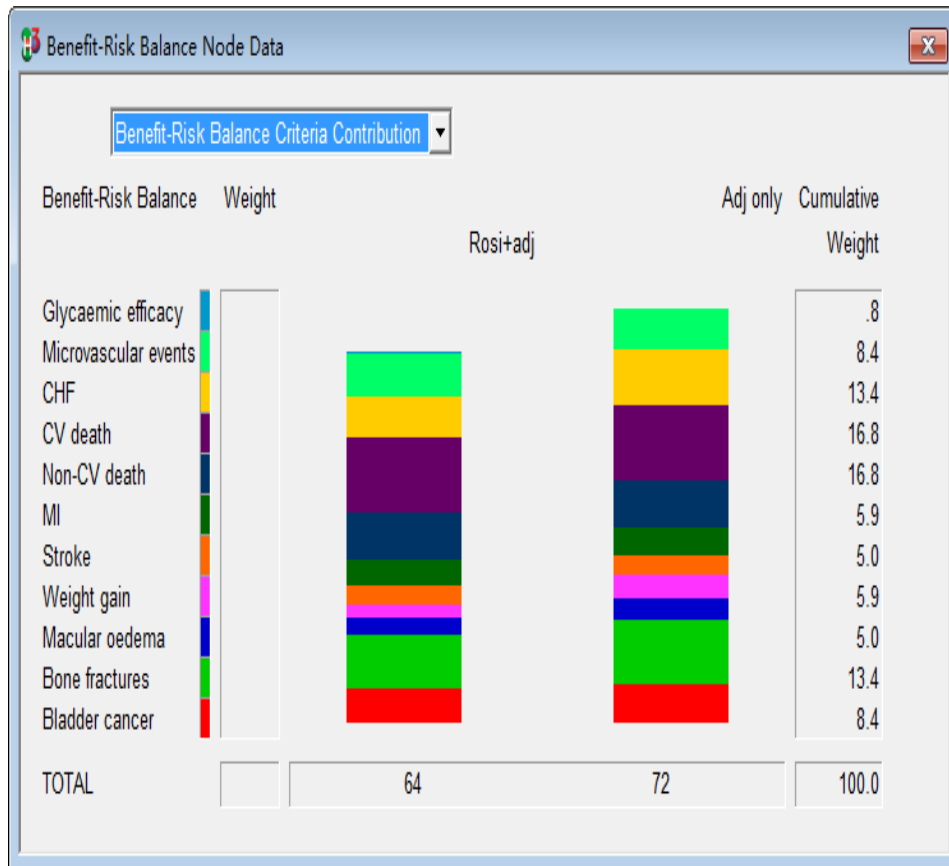 Benefit-Risk Balance Node Data
Benefit-Risk Balance Criteria Contribution
Benefit-Risk Balance Weight Adj only Cumulative
Rosi+adj Weight
Glycaemic efficacy .8
Microvascular events 8.4
CHF 13.4
CV death 16.8
Non-CV death 16.8
MI 5.9
Stroke 5.0
Weight gain 5.9
Macular oedema 5.0
Bone fractures 13.4
Bladder cancer 8.4
TOTAL 64 72 100.0